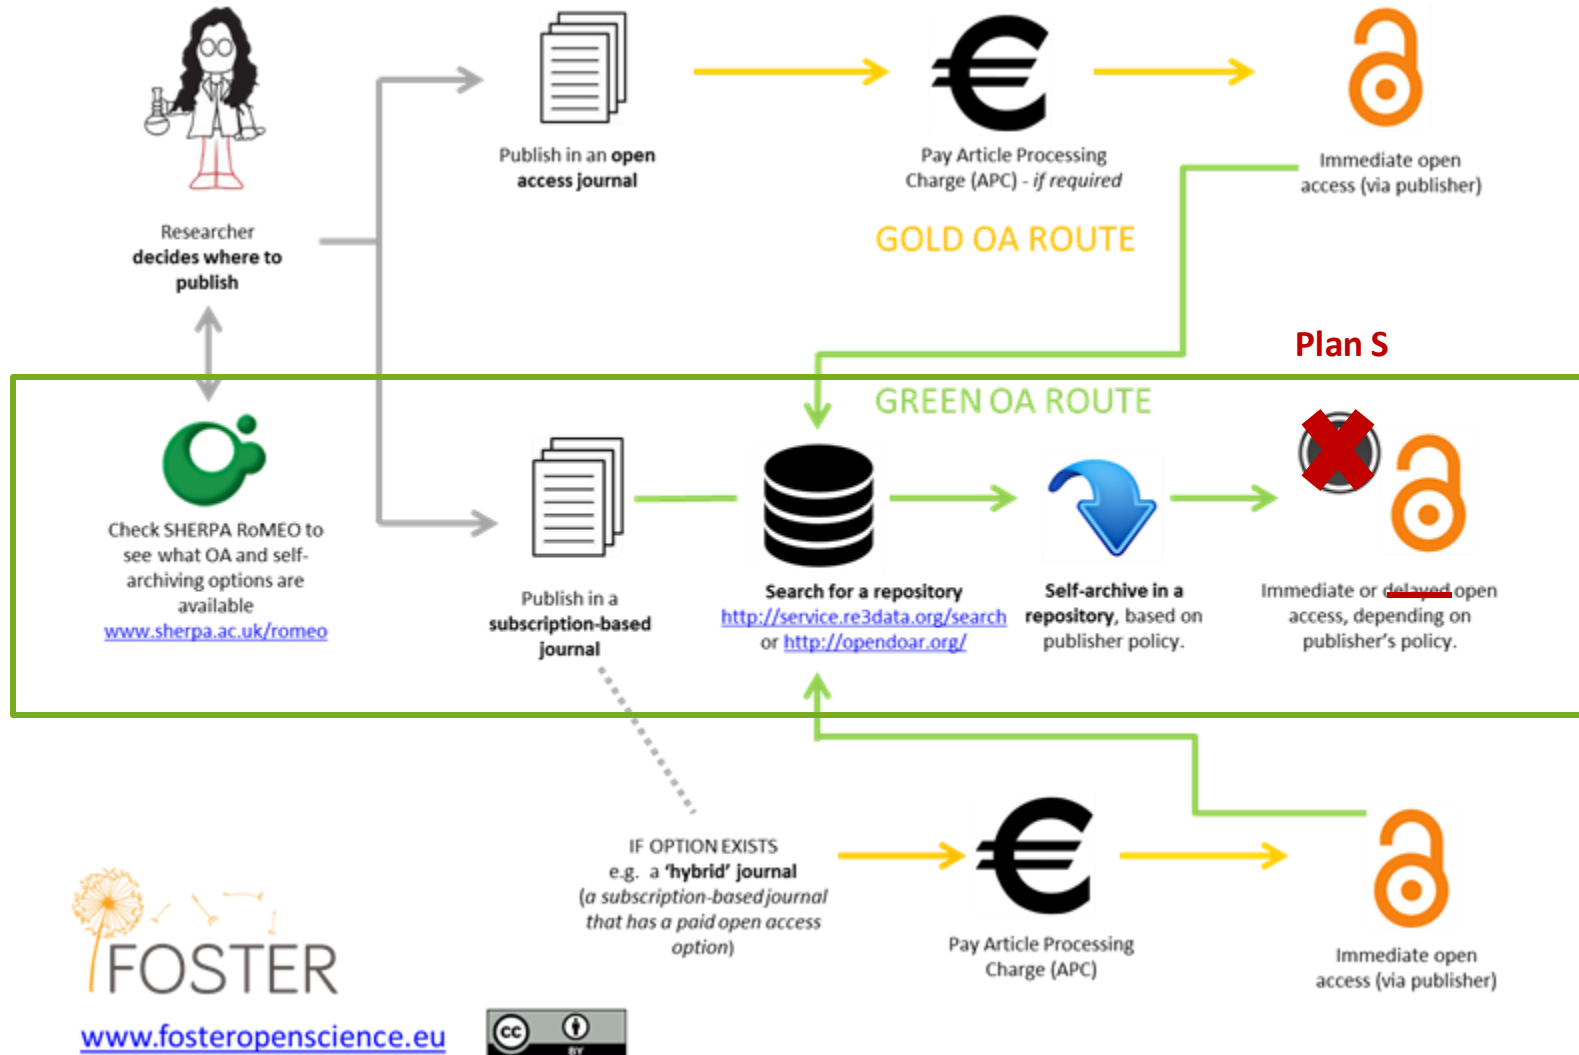 Publish in an open
access journal
Pay Article Processing
Charge (APC) - if required
Immediate open
access (via publisher)
GOLD OA ROUTE
Researcher
decides where to
publish
Plan S
GREEN OA ROUTE
Check SHERPA RoMEO to
see what OA and self-
archiving options are
available
www.sherpa.ac.uk/romeo
Publish in a
subscription-based
journal
Search for a repository
http://service.re3data.org/search
or http://opendoar.org/
Self-archive in a
repository, based on
publisher policy.
Immediate or delayed open
access, depending on
publisher's policy.
IF OPTION EXISTS
e.g. a 'hybrid' journal
(a subscription-based journal
that has a paid open access
option)
Pay Article Processing
Charge (APC)
Immediate open
access (via publisher)
FOSTER
www.fosteropenscience.eu
cc
BY